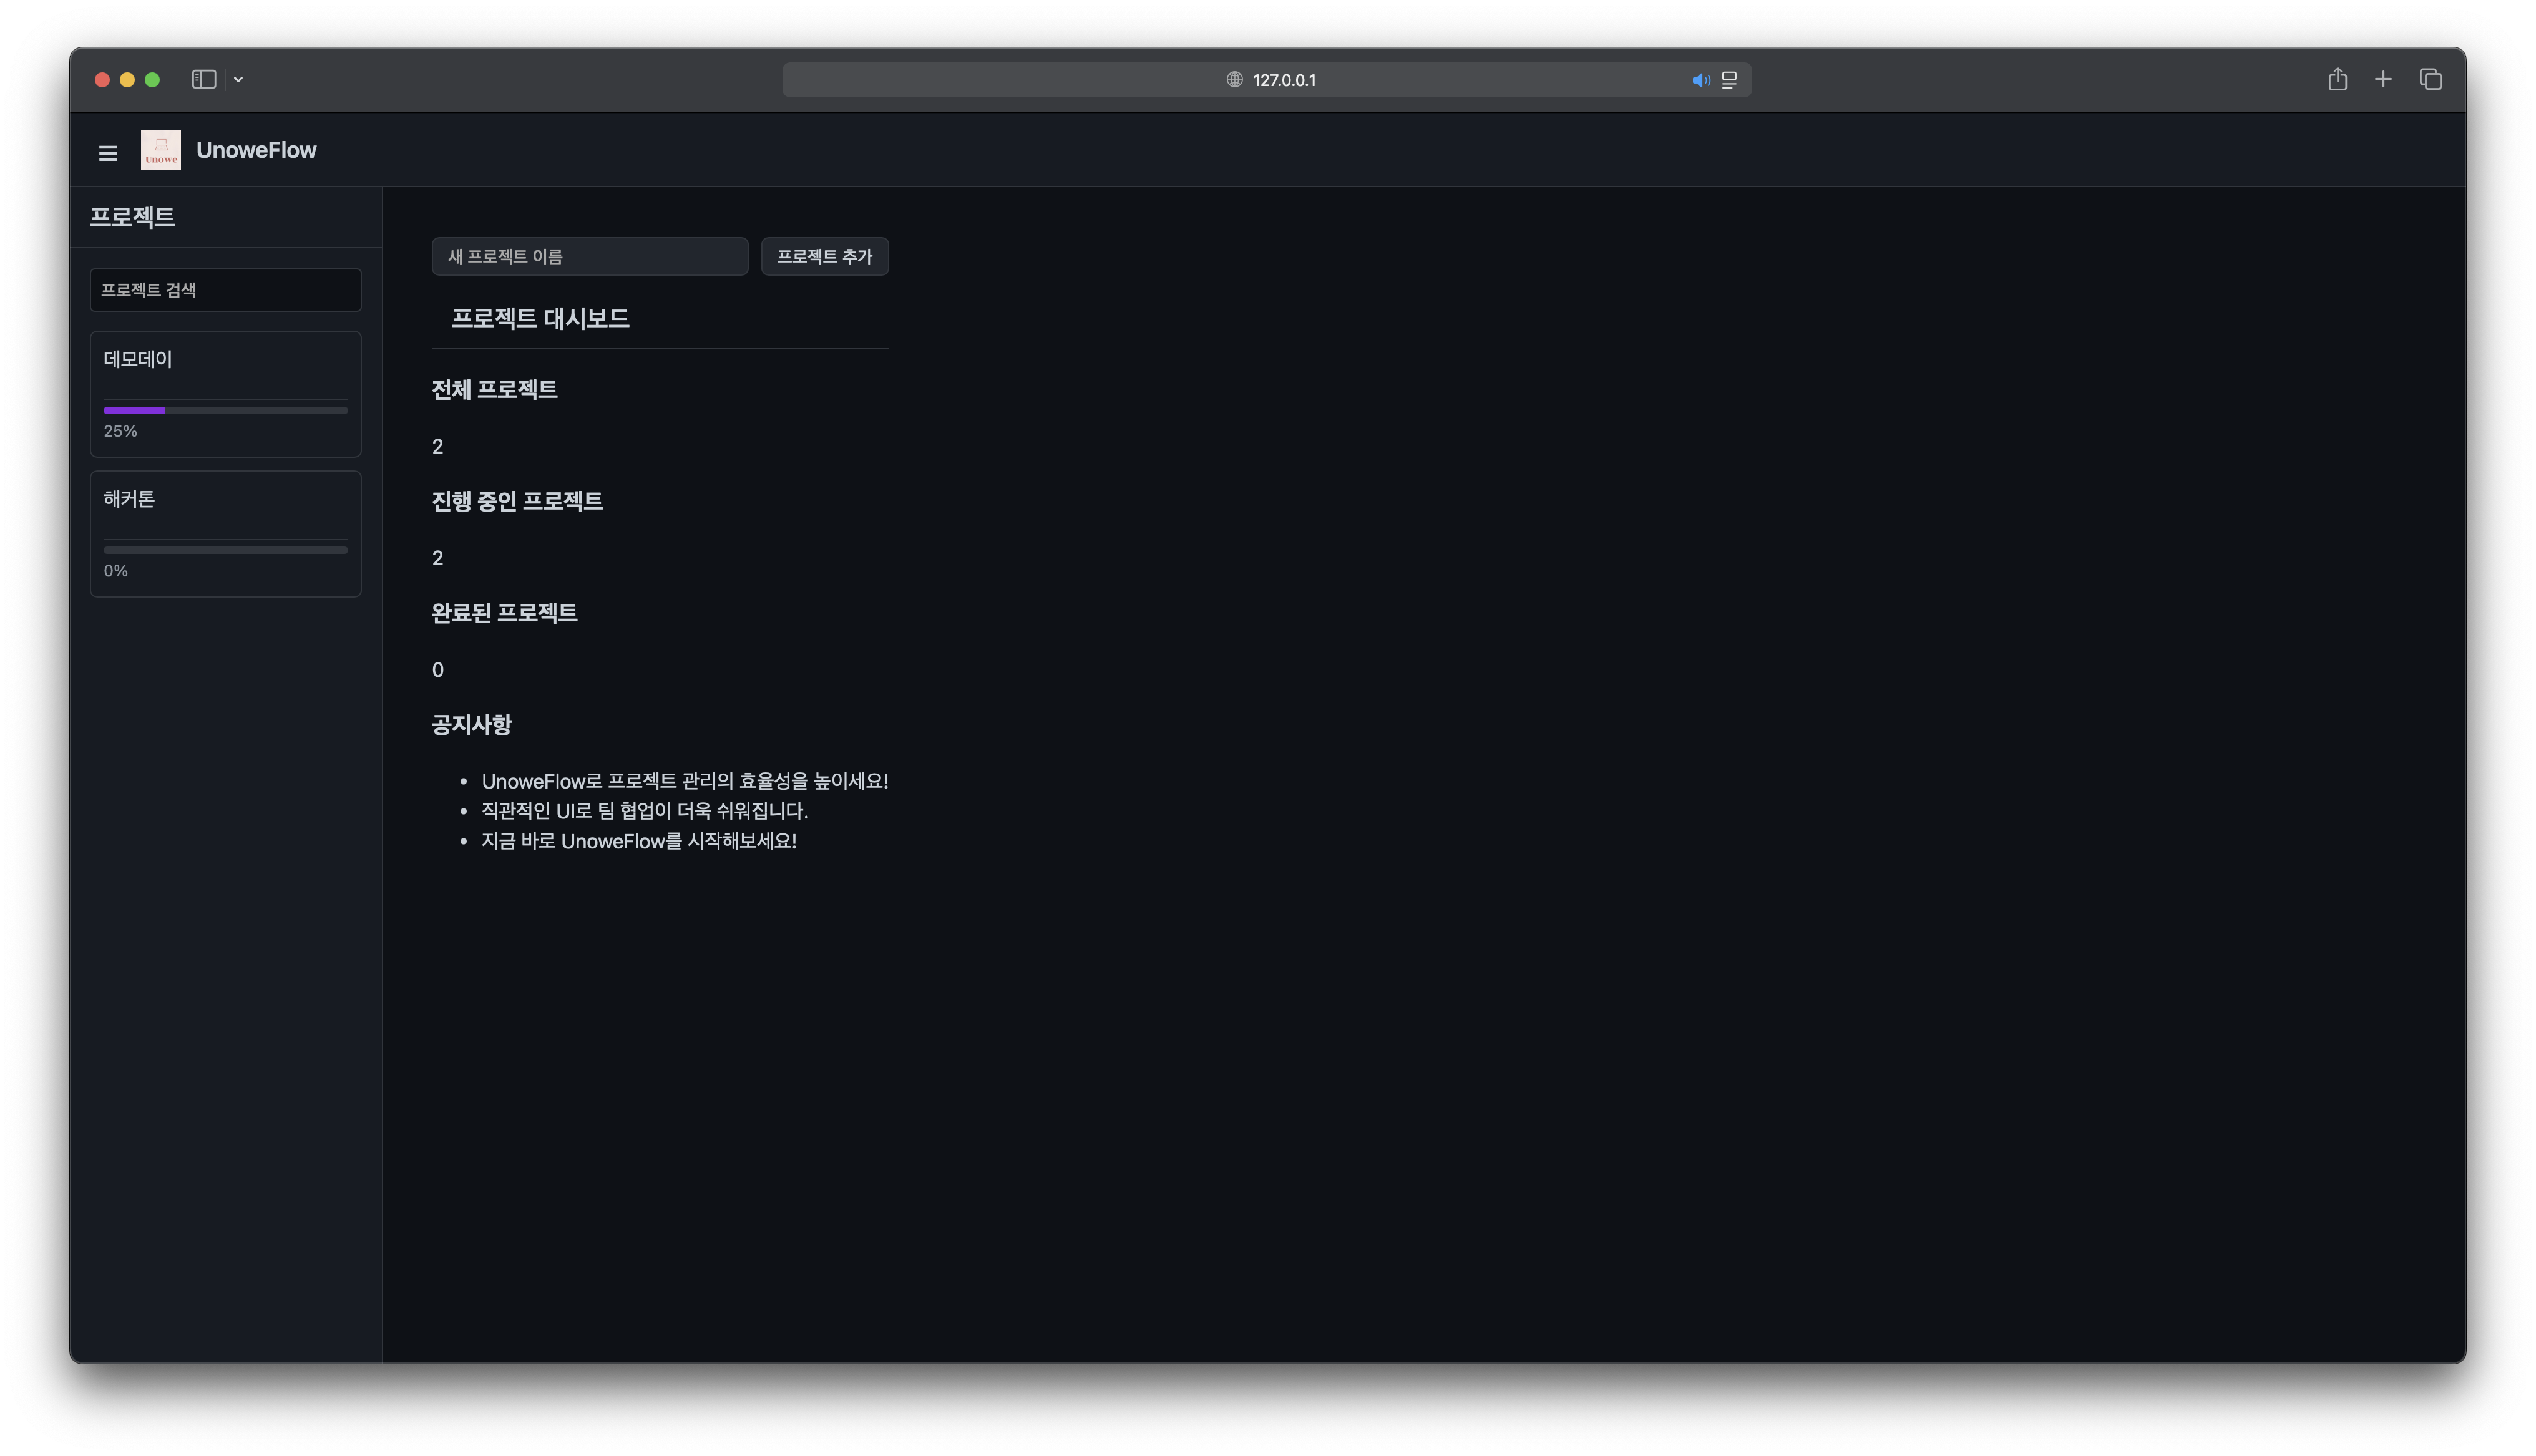 127.0.0.1
Unowe
UnoweFlow
프로젝트
프로젝트 검색
데모데이
25%
해커톤
0%
새 프로젝트 이름
프로젝트 추가
프로젝트 대시보드
전체 프로젝트
2
진행 중인 프로젝트
2
완료된 프로젝트
0
공지사항
• UnoweFlow로 프로젝트 관리의 효율성을 높이세요!
• 직관적인 UI로 팀 협업이 더욱 쉬워집니다.
• 지금 바로 UnoweFlow를 시작해보세요!